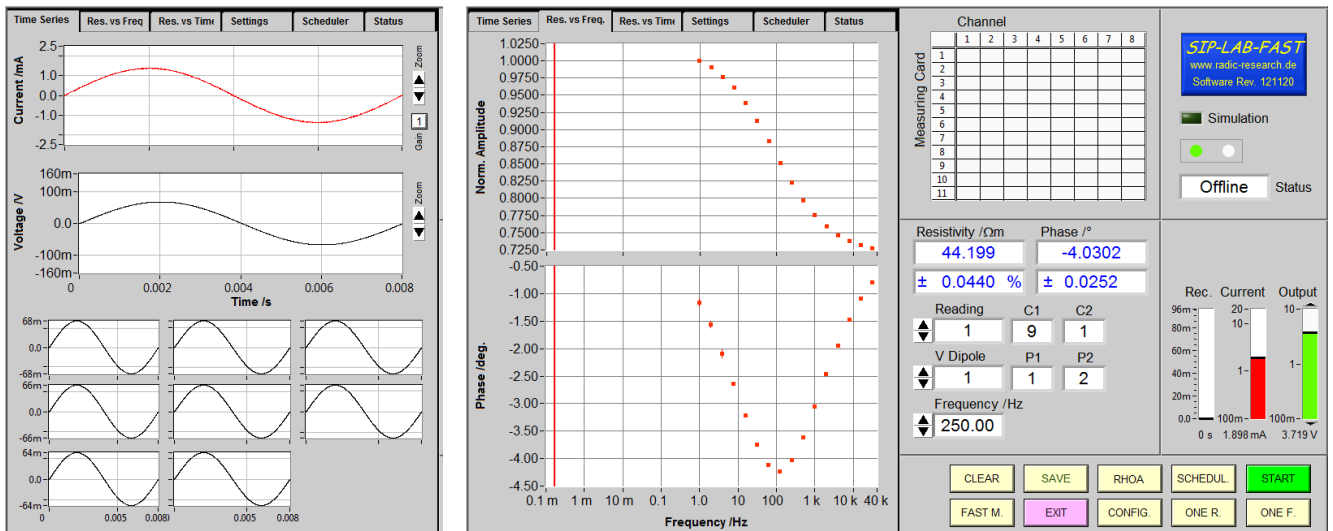 Time Series Res. vs Freq Res. vs Time Settings Scheduler Status
Current /mA
2.5
1.0
0.0
-1.0
-2.5
Zoom
1
Gain
Voltage /V
160m
100m
0.0
-100m
-160m
Zoom
0 0.002 0.004 0.006 0.008
Time /s
68m
0.0
-68m
66m
0.0
-66m
64m
0.0
-64m
0 0.005 0.008 0.005 0.008
Time Series Res. vs Freq. Res. vs Time Settings Scheduler Status
Norm. Amplitude
1.0250
1.0000
0.9750
0.9500
0.9250
0.9000
0.8750
0.8500
0.8250
0.8000
0.7750
0.7500
0.7250
Phase /deg.
-0.50
-1.00
-1.50
-2.00
-2.50
-3.00
-3.50
-4.00
-4.50
0.1 m 1 m 10 m 0.1 1.0 10 100 1 k 10 k 40 k
Frequency /Hz
Channel
1 2 3 4 5 6 7 8
Measuring Card
1
2
3
4
5
6
7
8
9
10
11
SIP-LAB-FAST
www.radic-research.de
Software Rev. 121120
Simulation
Offline Status
Resistivity /Ωm Phase /°
44.199 -4.0302
± 0.0440 % ± 0.0252
Reading C1 C2
1 9 1
V Dipole P1 P2
1 1 2
Frequency /Hz
250.00
Rec. Current Output
96m
80m
60m
40m
20m
0.0
20
10
1
100m
10
1
100m
0 s 1.898 mA 3.719 V
CLEAR SAVE RHOA SCHEDUL. START
FAST M. EXIT CONFIG. ONE R. ONE F.